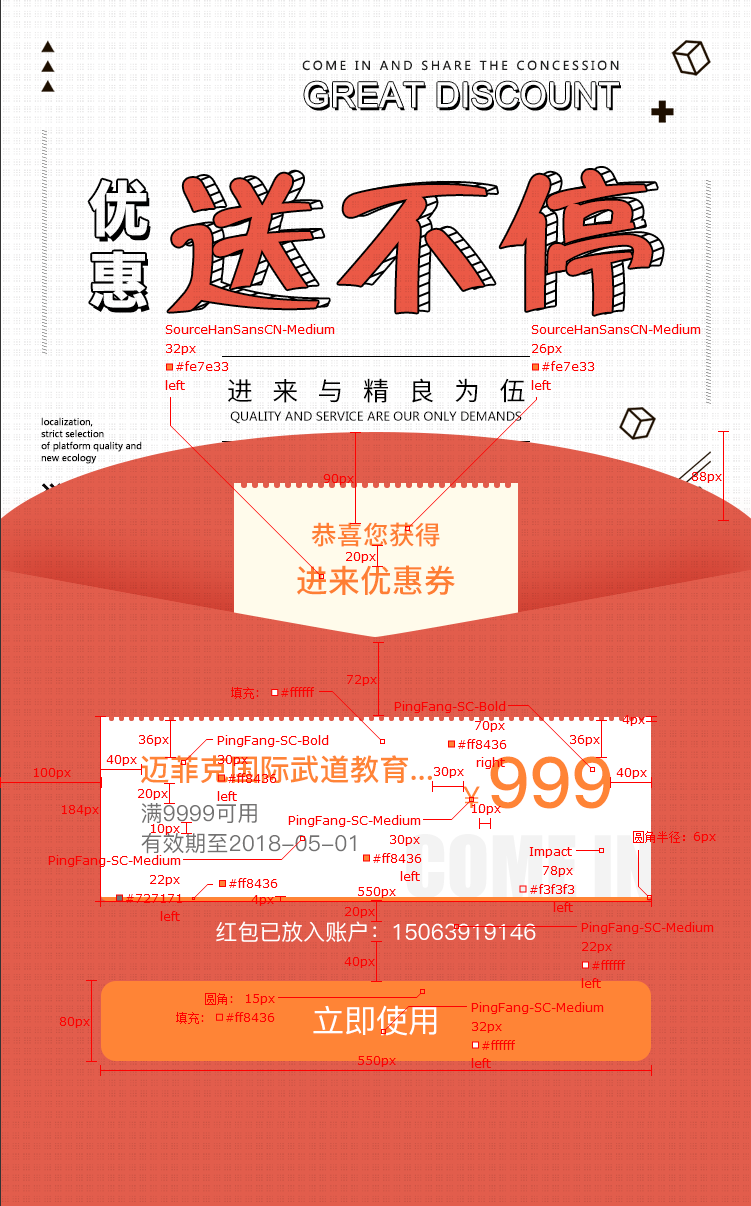 COME IN AND SHARE THE CONCESSION
GREAT DISCOUNT
优惠
送不停
SourceHanSansCN-Medium
32px
#fe7e33
left
SourceHanSansCN-Medium
26px
#fe7e33
left
进来与精良为伍
QUALITY AND SERVICE ARE OUR ONLY DEMANDS
localization,
strict selection
of platform quality and
new ecology
90px
88px
恭喜您获得
20px
进来优惠券
72px
填充: #ffffff
PingFang-SC-Bold
70px
#ff8436
right
4px
36px
PingFang-SC-Bold
30px
#ff8436
left
36px
40px
迈菲克国际武道教育...
30px
¥999
40px
100px
20px
184px
满9999可用
10px
PingFang-SC-Medium
30px
#ff8436
left
10px
有效期至2018-05-01
圆角半径: 6px
COME IN
Impact
78px
#f3f3f3
left
PingFang-SC-Medium
22px
#727171
left
#ff8436
4px
550px
20px
红包已放入账户：15063919146
PingFang-SC-Medium
22px
#ffffff
left
40px
圆角: 15px
填充: #ff8436
80px
立即使用
PingFang-SC-Medium
32px
#ffffff
left
550px